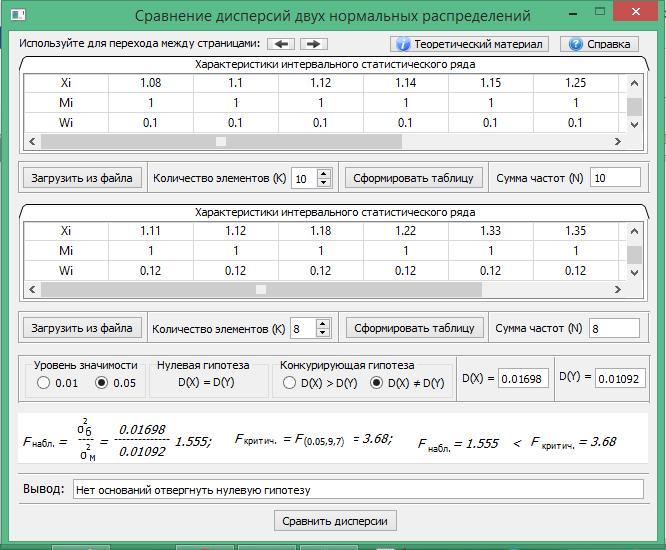 Сравнение дисперсий двух нормальных распределений
Используйте для перехода между страницами: Теоретический материал Справка
Характеристики интервального статистического ряда
Xi 1.08 1.1 1.12 1.14 1.15 1.25
Mi 1 1 1 1 1 1
Wi 0.1 0.1 0.1 0.1 0.1 0.1
Загрузить из файла Количество элементов (K) 10 Сформировать таблицу Сумма частот (N) 10
Характеристики интервального статистического ряда
Xi 1.11 1.12 1.18 1.22 1.33 1.35
Mi 1 1 1 1 1 1
Wi 0.12 0.12 0.12 0.12 0.12 0.12
Загрузить из файла Количество элементов (K) 8 Сформировать таблицу Сумма частот (N) 8
Уровень значимости Нулевая гипотеза Конкурирующая гипотеза
0.01 0.05 D(X) = D(Y) D(X) > D(Y) D(X) ≠ D(Y) D(X) = 0.01698 D(Y) = 0.01092
Fнабл. = σ²б / σ²м = 0.01698 / 0.01092 1.555; Fкритич. = F(0.05,9,7) = 3.68; Fнабл. = 1.555 < Fкритич. = 3.68
Вывод: Нет оснований отвергнуть нулевую гипотезу
Сравнить дисперсии